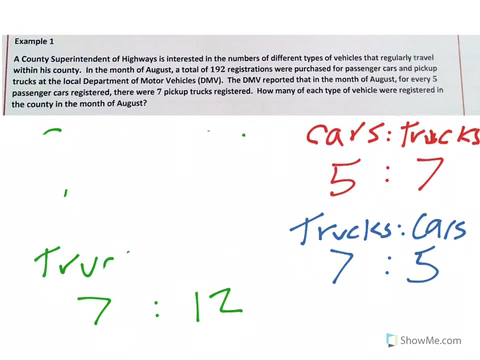 Example 1
A County Superintendent of Highways is interested in the numbers of different types of vehicles that regularly travel
within his county. In the month of August, a total of 192 registrations were purchased for passenger cars and pickup
trucks at the local Department of Motor Vehicles (DMV). The DMV reported that in the month of August, for every 5
passenger cars registered, there were 7 pickup trucks registered. How many of each type of vehicle were registered in
the county in the month of August?
Cars : Trucks
5 : 7
Trucks : Cars
7 : 5
Tru
7 : 12
ShowMe.com